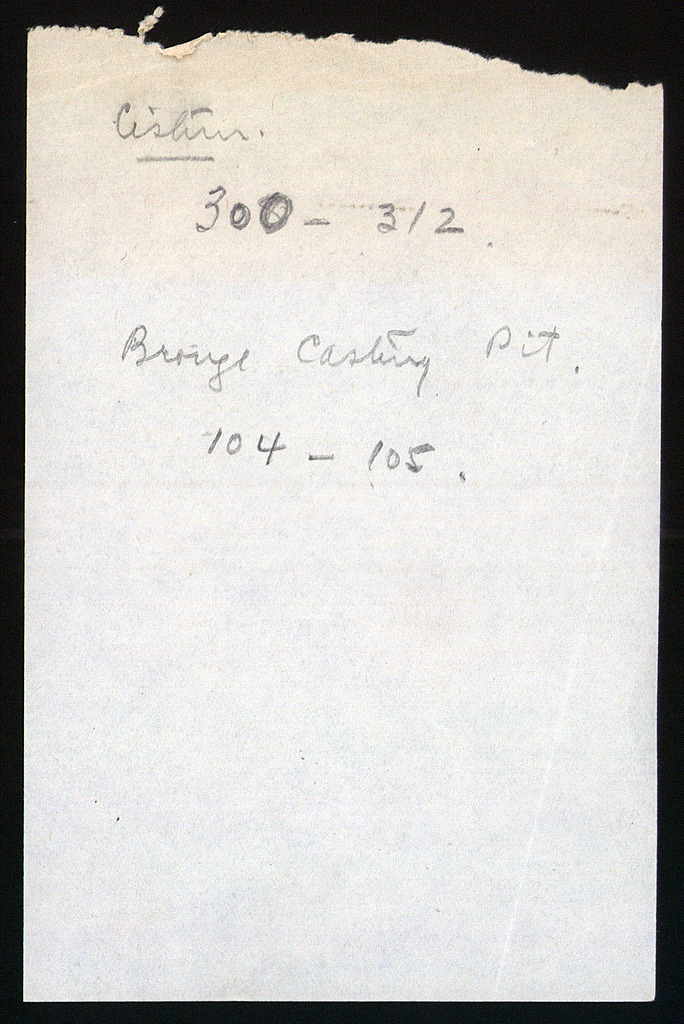 Cistern.
300 - 312.
Bronze Casting Pit.
104 - 105.